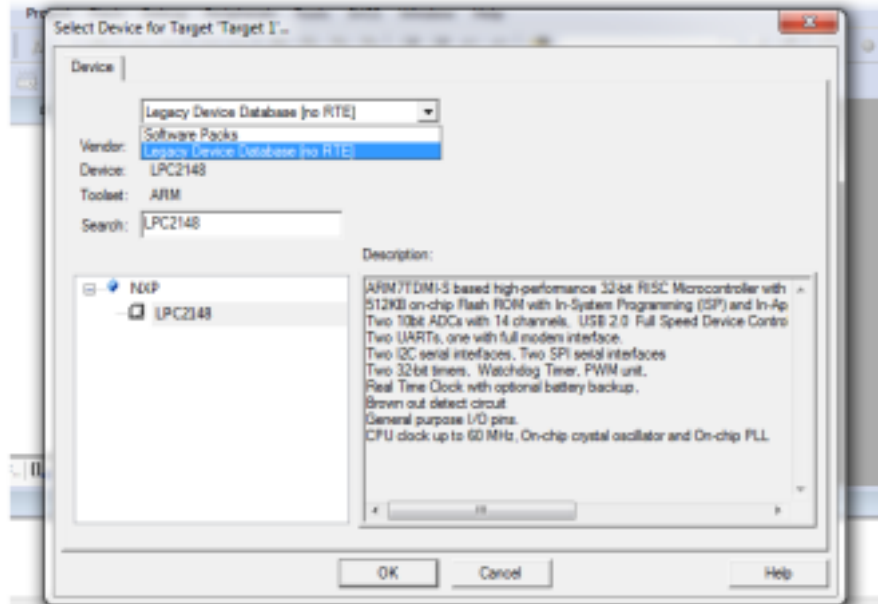 Select Device for Target 'Target 1'...
Device
Legacy Device Database [no RTE]
Software Packs
Legacy Device Database [no RTE]
Vendor:
Device: LPC2148
Toolset: ARM
Search: LPC2148
Description:
NXP
LPC2148
ARM7TDMI-S based high-performance 32-bit RISC Microcontroller with
512KB on-chip Flash ROM with In-System Programming (ISP) and In-Ap
Two 10bit ADCs with 14 channels, USB 2.0 Full Speed Device Contro
Two UARTs, one with full modem interface.
Two I2C serial interfaces, Two SPI serial interfaces
Two 32-bit timers, Watchdog Timer, PWM unit,
Real Time Clock with optional battery backup,
Brown out detect circuit
General purpose I/O pins.
CPU clock up to 60 MHz, On-chip crystal oscillator and On-chip PLL
OK
Cancel
Help